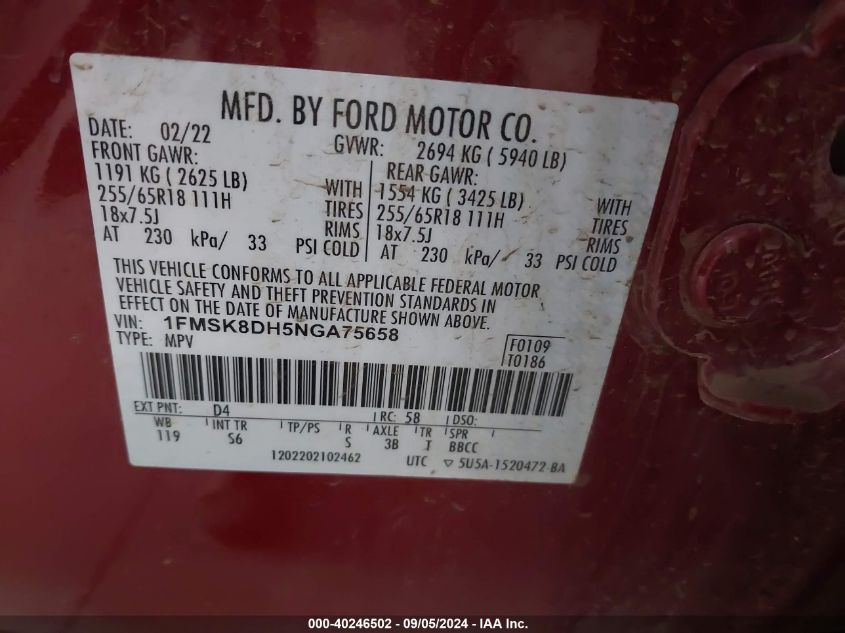 MFD. BY FORD MOTOR CO.
DATE: 02/22 GVWR: 2694 KG ( 5940 LB)
FRONT GAWR: REAR GAWR:
1191 KG ( 2625 LB) WITH 1554 KG ( 3425 LB) WITH
255/65R18 111H TIRES 255/65R18 111H TIRES
18x7.5J RIMS 18x7.5J RIMS
AT 230 kPa/ 33 PSI COLD AT 230 kPa/ 33 PSI COLD
THIS VEHICLE CONFORMS TO ALL APPLICABLE FEDERAL MOTOR
VEHICLE SAFETY AND THEFT PREVENTION STANDARDS IN
EFFECT ON THE DATE OF MANUFACTURE SHOWN ABOVE.
VIN: 1FMSK8DH5NGA75658 F0109
TYPE: MPV T0186
EXT PNT: D4 RC: 58 DSO:
WB INT TR TP/PS R AXLE TR SPR
119 S6 S 3B T BBCC
1202202102462 UTC ▽ 5U5A-1520472-BA
000-40246502 - 09/05/2024 - IAA Inc.